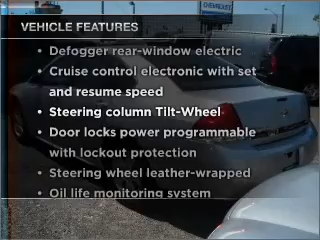 CHEVROLET
VEHICLE FEATURES
• Defogger rear-window electric
• Cruise control electronic with set
and resume speed
• Steering column Tilt-Wheel
• Door locks power programmable
with lockout protection
• Steering wheel leather-wrapped
• Oil life monitoring system